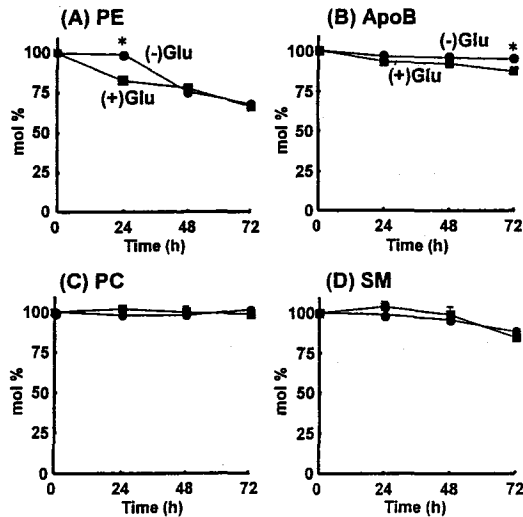 (A) PE
(B) ApoB
100
75
50
25
0
mol %
*
(-)Glu
(+)Glu
0 24 48 72
Time (h)
100
75
50
25
0
mol %
(-)Glu
*
(+)Glu
0 24 48 72
Time (h)
(C) PC
(D) SM
100
75
50
25
0
mol %
0 24 48 72
Time (h)
100
75
50
25
0
mol %
0 24 48 72
Time (h)